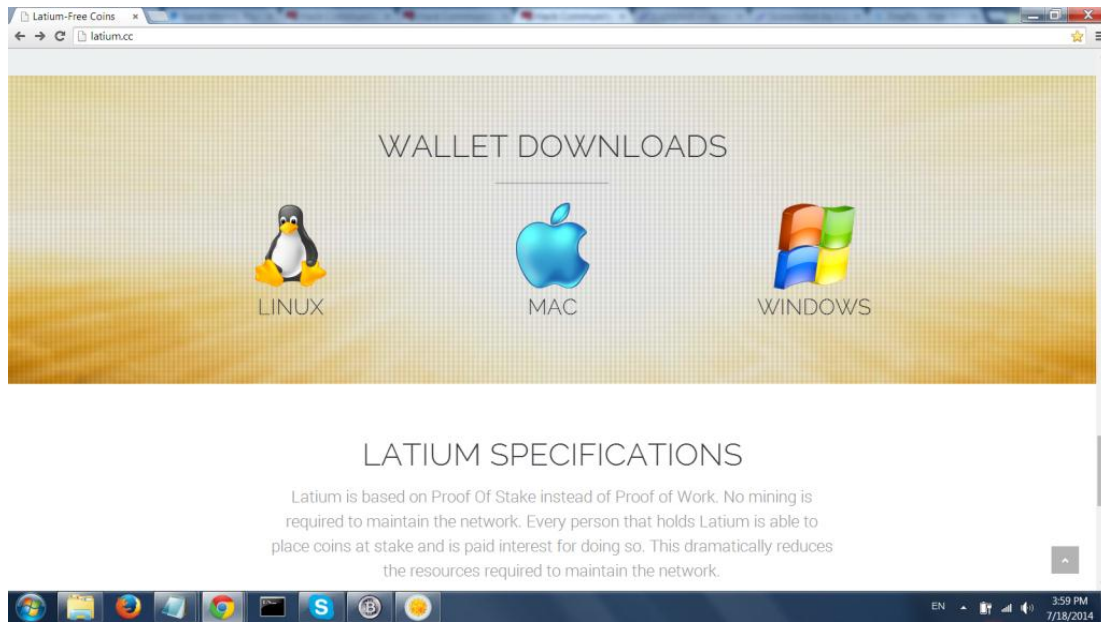 Latium-Free Coins
latium.cc
WALLET DOWNLOADS
LINUX
MAC
WINDOWS
LATIUM SPECIFICATIONS
Latium is based on Proof Of Stake instead of Proof of Work. No mining is
required to maintain the network. Every person that holds Latium is able to
place coins at stake and is paid interest for doing so. This dramatically reduces
the resources required to maintain the network.
EN
3:59 PM
7/18/2014